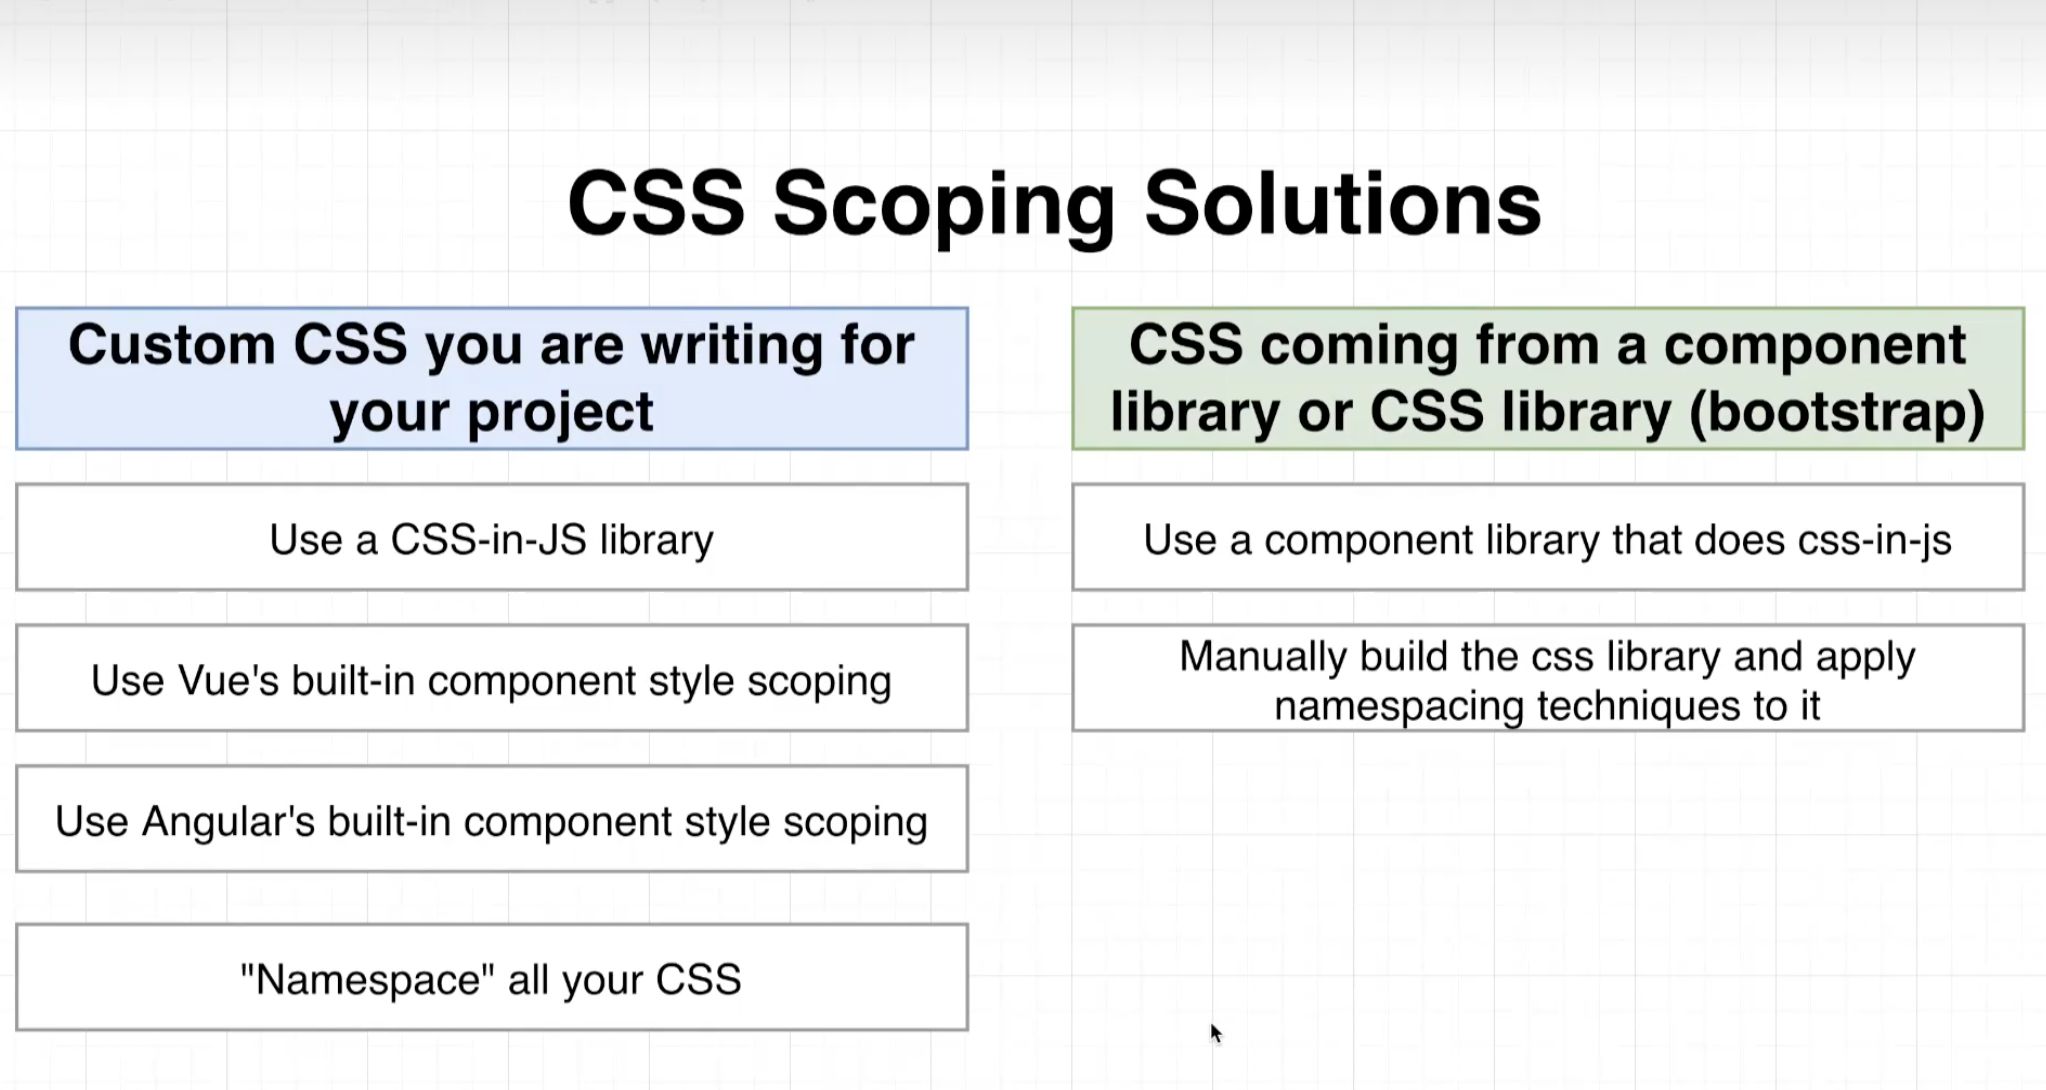 CSS Scoping Solutions
Custom CSS you are writing for
your project
Use a CSS-in-JS library
Use Vue's built-in component style scoping
Use Angular's built-in component style scoping
"Namespace" all your CSS
CSS coming from a component
library or CSS library (bootstrap)
Use a component library that does css-in-js
Manually build the css library and apply
namespacing techniques to it